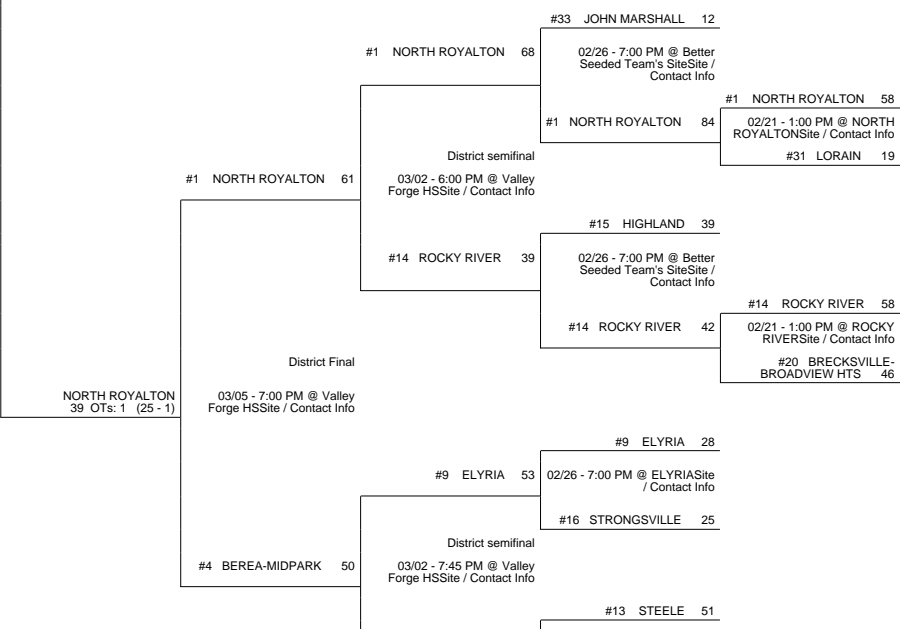 #33 JOHN MARSHALL 12
#1 NORTH ROYALTON 68
02/26 - 7:00 PM @ Better
Seeded Team's SiteSite /
Contact Info
#1 NORTH ROYALTON 58
#1 NORTH ROYALTON 84
02/21 - 1:00 PM @ NORTH
ROYALTONSite / Contact Info
#31 LORAIN 19
District semifinal
#1 NORTH ROYALTON 61
03/02 - 6:00 PM @ Valley
Forge HSSite / Contact Info
#15 HIGHLAND 39
#14 ROCKY RIVER 39
02/26 - 7:00 PM @ Better
Seeded Team's SiteSite /
Contact Info
#14 ROCKY RIVER 58
#14 ROCKY RIVER 42
02/21 - 1:00 PM @ ROCKY
RIVERSite / Contact Info
#20 BRECKSVILLE-
BROADVIEW HTS 46
District Final
NORTH ROYALTON
39 OTs: 1 (25 - 1)
03/05 - 7:00 PM @ Valley
Forge HSSite / Contact Info
#9 ELYRIA 28
#9 ELYRIA 53
02/26 - 7:00 PM @ ELYRIASite
/ Contact Info
#16 STRONGSVILLE 25
District semifinal
#4 BEREA-MIDPARK 50
03/02 - 7:45 PM @ Valley
Forge HSSite / Contact Info
#13 STEELE 51